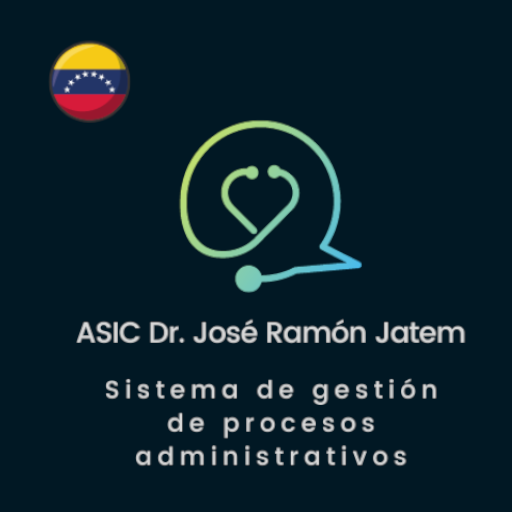 ASIC Dr. José Ramón Jatem
Sistema de gestión
de procesos
administrativos